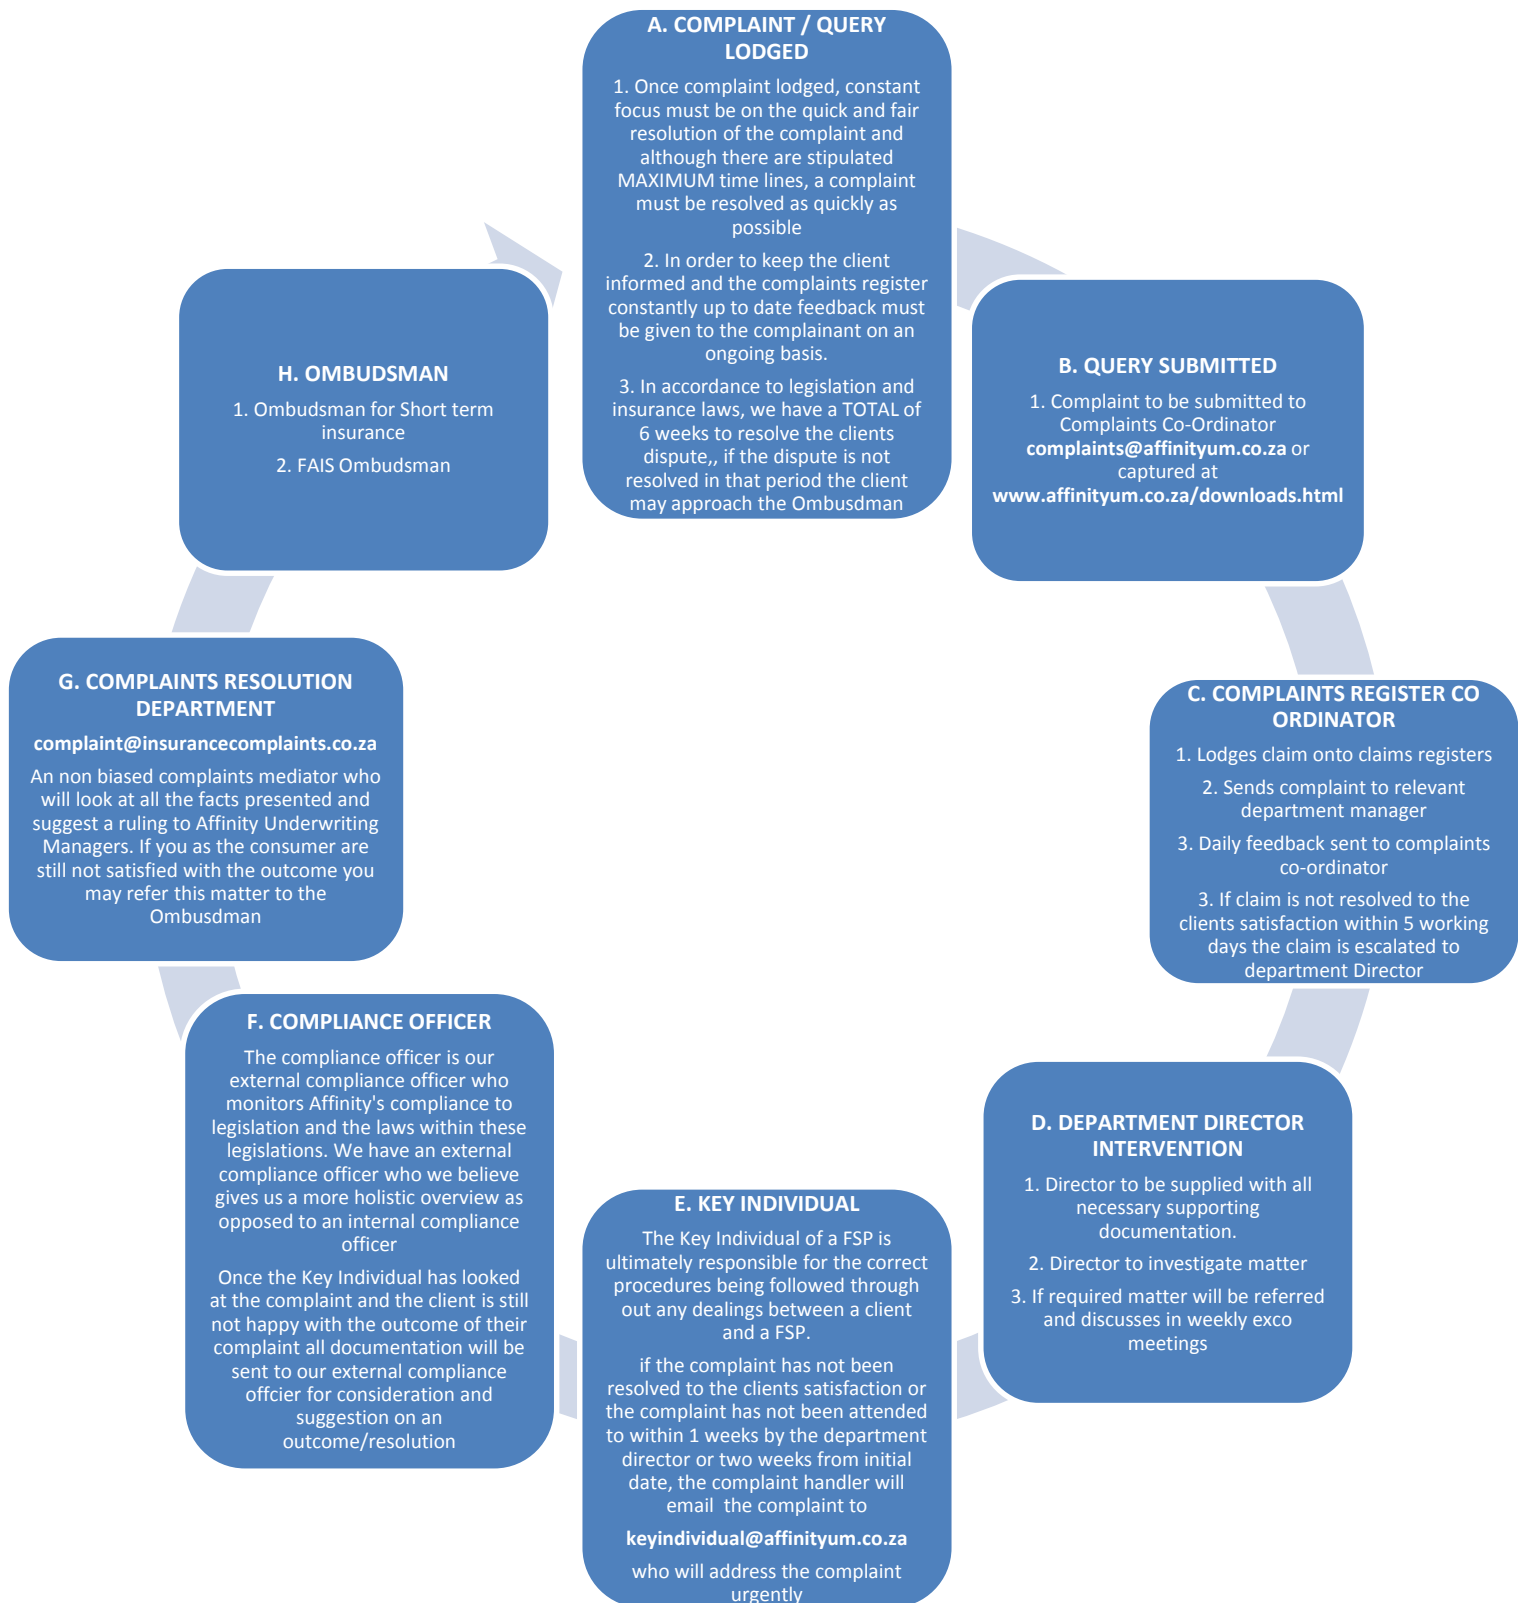 A. COMPLAINT / QUERY
LODGED
1. Once complaint lodged, constant
focus must be on the quick and fair
resolution of the complaint and
although there are stipulated
MAXIMUM time lines, a complaint
must be resolved as quickly as
possible
2. In order to keep the client
informed and the complaints register
constantly up to date feedback must
be given to the complainant on an
ongoing basis.
3. In accordance to legislation and
insurance laws, we have a TOTAL of
6 weeks to resolve the clients
dispute,, if the dispute is not
resolved in that period the client
may approach the Ombusdman
B. QUERY SUBMITTED
1. Complaint to be submitted to
Complaints Co-Ordinator
complaints@affinityum.co.za or
captured at
www.affinityum.co.za/downloads.html
C. COMPLAINTS REGISTER CO
ORDINATOR
1. Lodges claim onto claims registers
2. Sends complaint to relevant
department manager
3. Daily feedback sent to complaints
co-ordinator
3. If claim is not resolved to the
clients satisfaction within 5 working
days the claim is escalated to
department Director
D. DEPARTMENT DIRECTOR
INTERVENTION
1. Director to be supplied with all
necessary supporting
documentation.
2. Director to investigate matter
3. If required matter will be referred
and discusses in weekly exco
meetings
E. KEY INDIVIDUAL
The Key Individual of a FSP is
ultimately responsible for the correct
procedures being followed through
out any dealings between a client
and a FSP.
if the complaint has not been
resolved to the clients satisfaction or
the complaint has not been attended
to within 1 weeks by the department
director or two weeks from initial
date, the complaint handler will
email  the complaint to
keyindividual@affinityum.co.za
who will address the complaint
urgently
F. COMPLIANCE OFFICER
The compliance officer is our
external compliance officer who
monitors Affinity's compliance to
legislation and the laws within these
legislations. We have an external
compliance officer who we believe
gives us a more holistic overview as
opposed to an internal compliance
officer
Once the Key Individual has looked
at the complaint and the client is still
not happy with the outcome of their
complaint all documentation will be
sent to our external compliance
offcier for consideration and
suggestion on an
outcome/resolution
G. COMPLAINTS RESOLUTION
DEPARTMENT
complaint@insurancecomplaints.co.za
An non biased complaints mediator who
will look at all the facts presented and
suggest a ruling to Affinity Underwriting
Managers. If you as the consumer are
still not satisfied with the outcome you
may refer this matter to the
Ombusdman
H. OMBUDSMAN
1. Ombudsman for Short term
insurance
2. FAIS Ombudsman